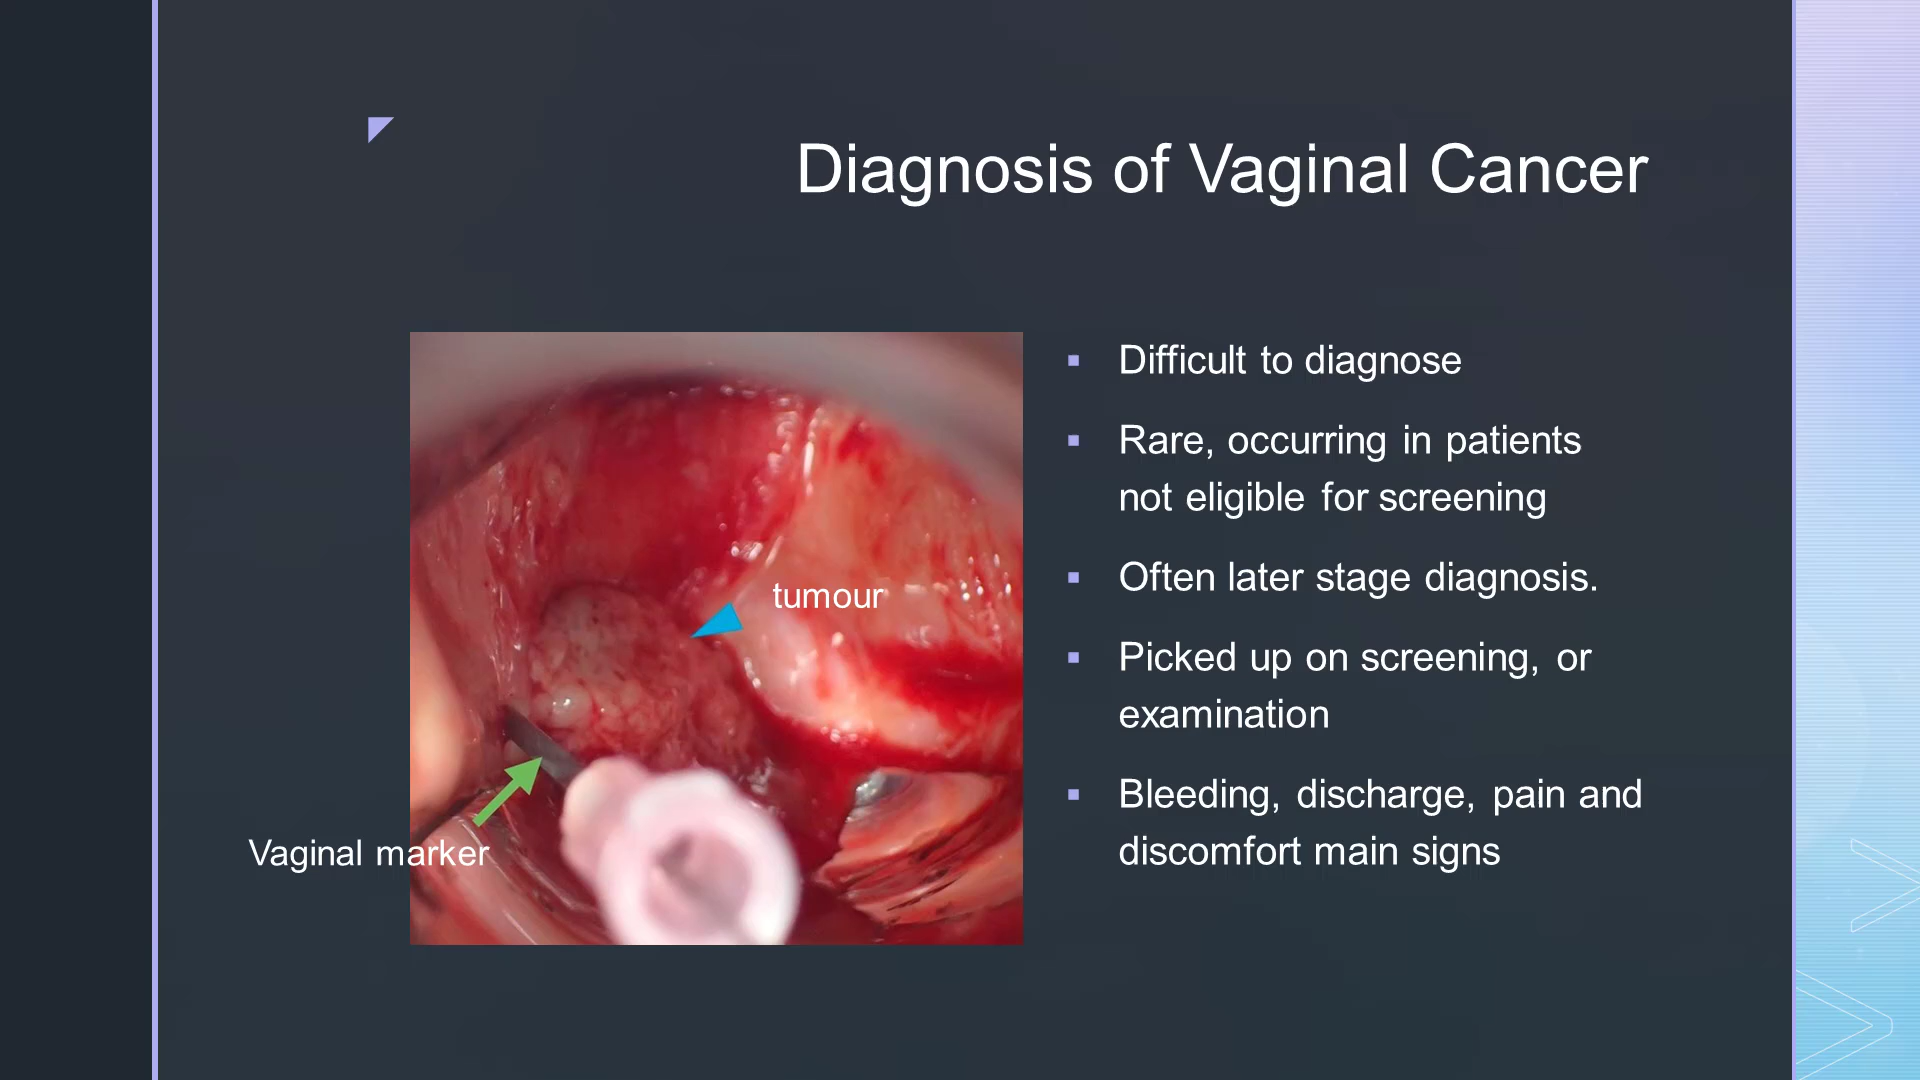 Diagnosis of Vaginal Cancer
tumour
Vaginal marker
Difficult to diagnose
Rare, occurring in patients
not eligible for screening
Often later stage diagnosis.
Picked up on screening, or
examination
Bleeding, discharge, pain and
discomfort main signs